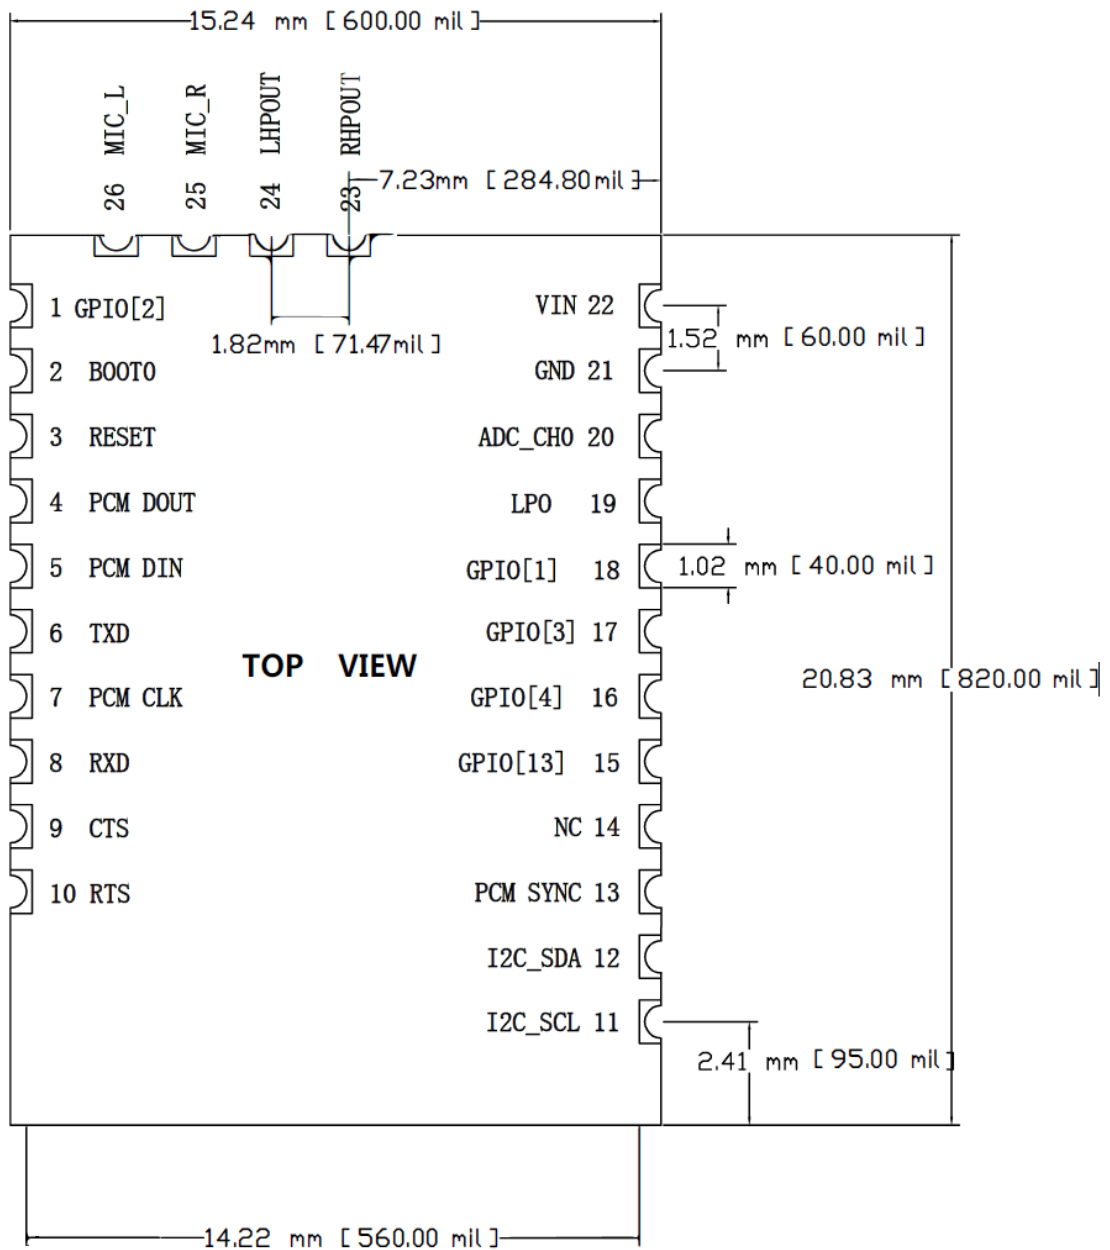 15.24 mm [ 600.00 mil ]
26 MIC_L
25 MIC_R
24 LHPOUT
23 RHPOUT
7.23mm [ 284.80mil ]
1 GPIO[2]
VIN 22
1.82mm [ 71.47mil ]
1.52 mm [ 60.00 mil ]
2 BOOT0
GND 21
3 RESET
ADC_CH0 20
4 PCM DOUT
LPO 19
5 PCM DIN
GPIO[1] 18
1.02 mm [ 40.00 mil ]
6 TXD
GPIO[3] 17
TOP VIEW
20.83 mm [ 820.00 mil ]
7 PCM CLK
GPIO[4] 16
8 RXD
GPIO[13] 15
9 CTS
NC 14
10 RTS
PCM SYNC 13
I2C_SDA 12
I2C_SCL 11
2.41 mm [ 95.00 mil ]
14.22 mm [ 560.00 mil ]